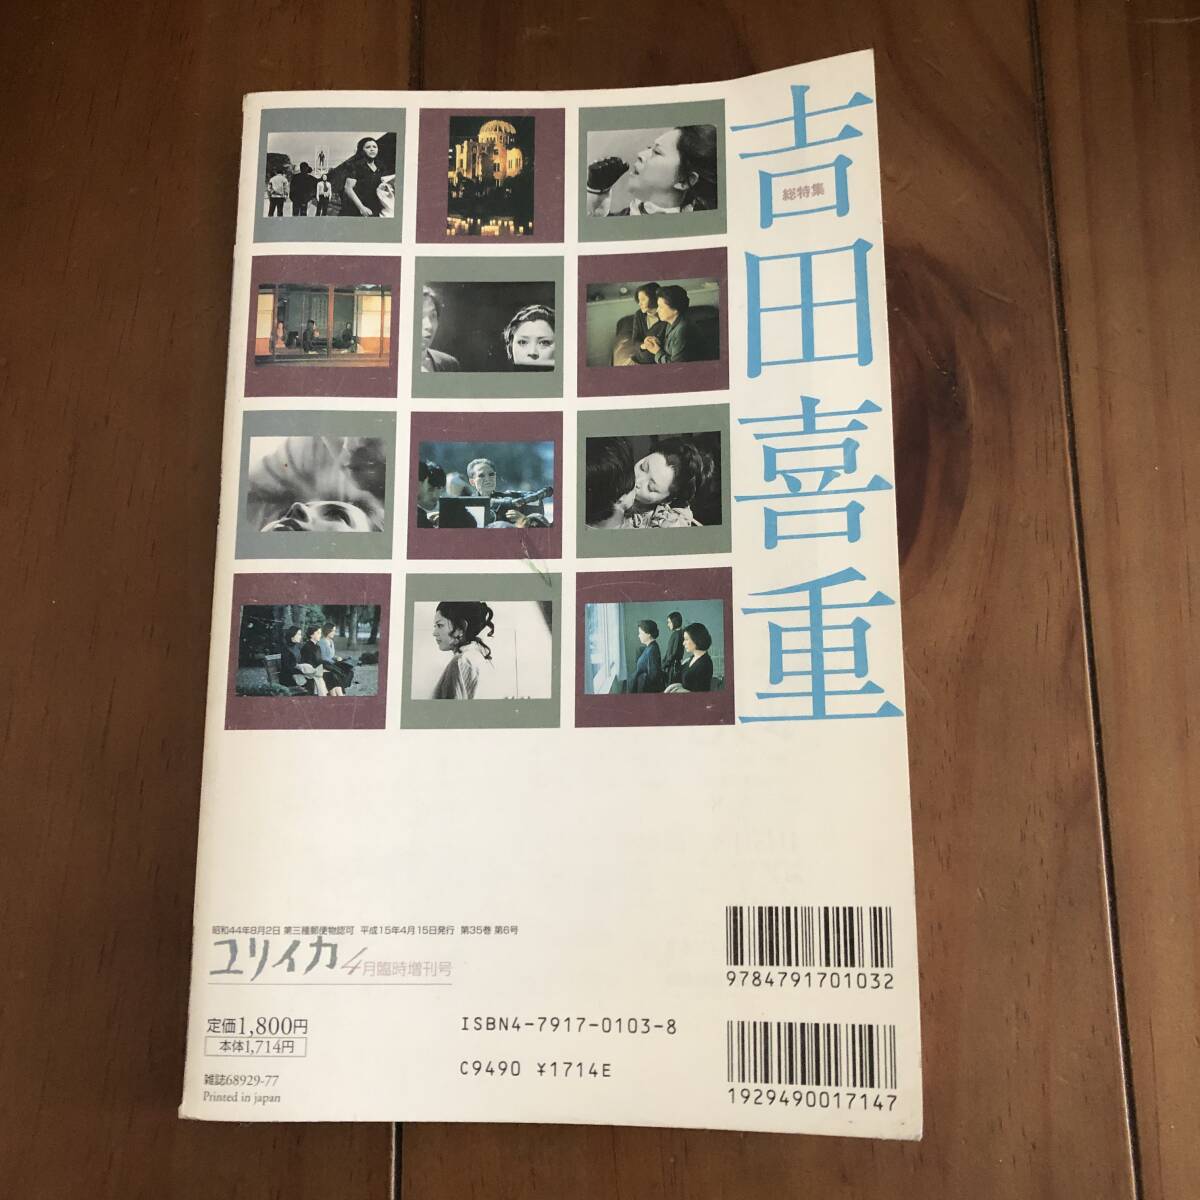 吉田喜重
総特集
昭和44年8月2日 第三種郵便物認可 平成15年4月15日発行 第35巻 第6号
ユリイカ 4月臨時増刊号
定価1,800円
本体1,714円
雑誌68929-77
Printed in japan
ISBN4-7917-0103-8
C9490 ¥1714E
9784791701032
1929490017147